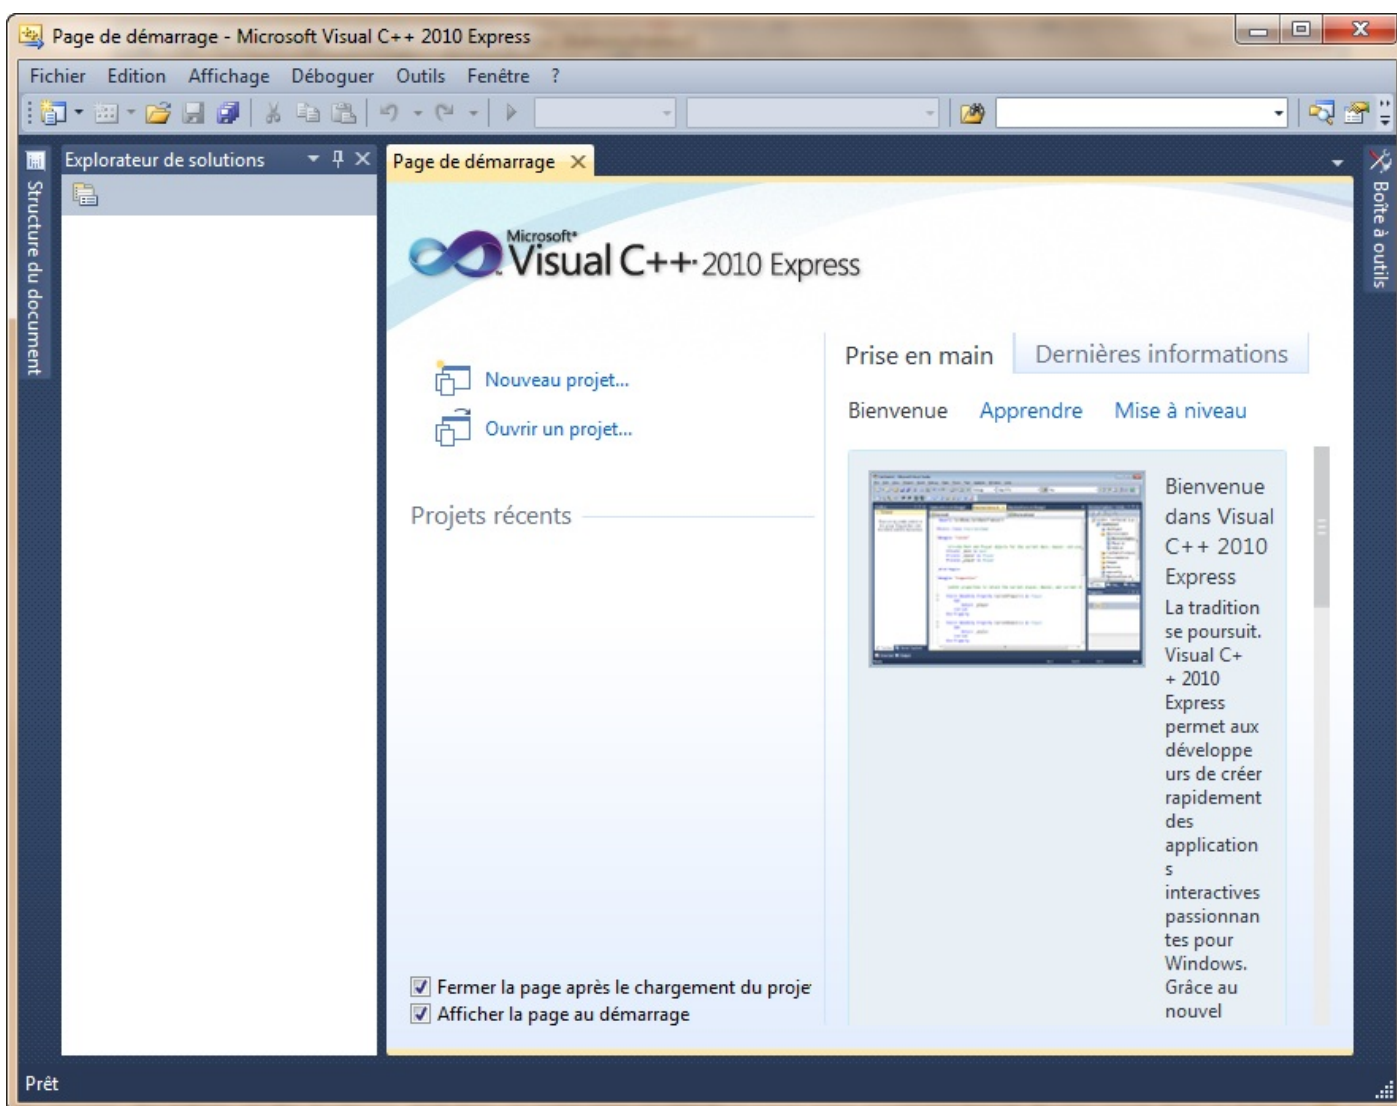 Page de démarrage - Microsoft Visual C++ 2010 Express
Fichier Edition Affichage Déboguer Outils Fenêtre ?
Structure du document
Explorateur de solutions
Page de démarrage
Boîte à outils
Microsoft
Visual C++ 2010 Express
Nouveau projet...
Ouvrir un projet...
Projets récents
Fermer la page après le chargement du proje
Afficher la page au démarrage
Prise en main Dernières informations
Bienvenue Apprendre Mise à niveau
Bienvenue
dans Visual
C++ 2010
Express
La tradition
se poursuit.
Visual C+
+ 2010
Express
permet aux
développe
urs de créer
rapidement
des
application
s
interactives
passionnan
tes pour
Windows.
Grâce au
nouvel
Prêt